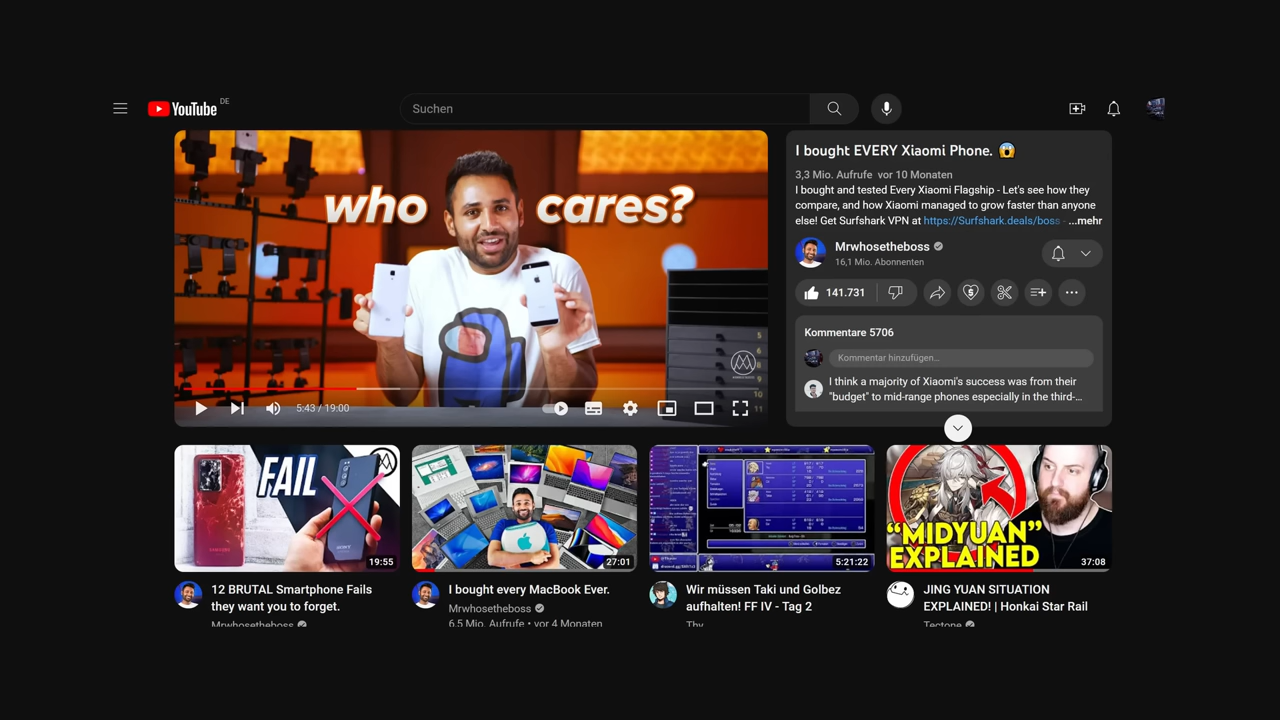 YouTube DE
Suchen
who cares?
5
6
8
9
10
11
5:43 / 19:00
I bought EVERY Xiaomi Phone. 😱
3,3 Mio. Aufrufe vor 10 Monaten
I bought and tested Every Xiaomi Flagship - Let's see how they
compare, and how Xiaomi managed to grow faster than anyone
else! Get Surfshark VPN at https://Surfshark.deals/boss - ...mehr
Mrwhosetheboss
16,1 Mio. Abonnenten
141.731
Kommentare 5706
Kommentar hinzufügen...
I think a majority of Xiaomi's success was from their
"budget" to mid-range phones especially in the third-...
FAIL
19:55
12 BRUTAL Smartphone Fails
they want you to forget.
Mrwhosetheboss
27:01
I bought every MacBook Ever.
Mrwhosetheboss
6,5 Mio. Aufrufe • vor 4 Monaten
5:21:22
Wir müssen Taki und Golbez
aufhalten! FF IV - Tag 2
Thy
"MIDYUAN"
EXPLAINED
37:08
JING YUAN SITUATION
EXPLAINED! | Honkai Star Rail
Tectone